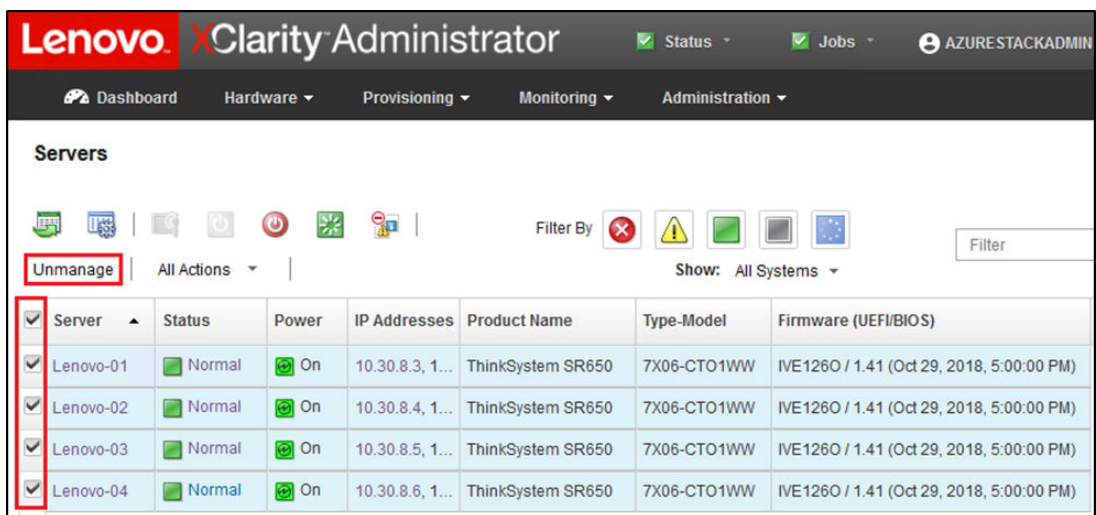 Lenovo. XClarity Administrator Status Jobs AZURESTACKADMIN
Dashboard Hardware Provisioning Monitoring Administration
Servers
Filter By Filter
Unmanage All Actions Show: All Systems
Server Status Power IP Addresses Product Name Type-Model Firmware (UEFI/BIOS)
Lenovo-01 Normal On 10.30.8.3, 1... ThinkSystem SR650 7X06-CTO1WW IVE126O / 1.41 (Oct 29, 2018, 5:00:00 PM)
Lenovo-02 Normal On 10.30.8.4, 1... ThinkSystem SR650 7X06-CTO1WW IVE126O / 1.41 (Oct 29, 2018, 5:00:00 PM)
Lenovo-03 Normal On 10.30.8.5, 1... ThinkSystem SR650 7X06-CTO1WW IVE126O / 1.41 (Oct 29, 2018, 5:00:00 PM)
Lenovo-04 Normal On 10.30.8.6, 1... ThinkSystem SR650 7X06-CTO1WW IVE126O / 1.41 (Oct 29, 2018, 5:00:00 PM)